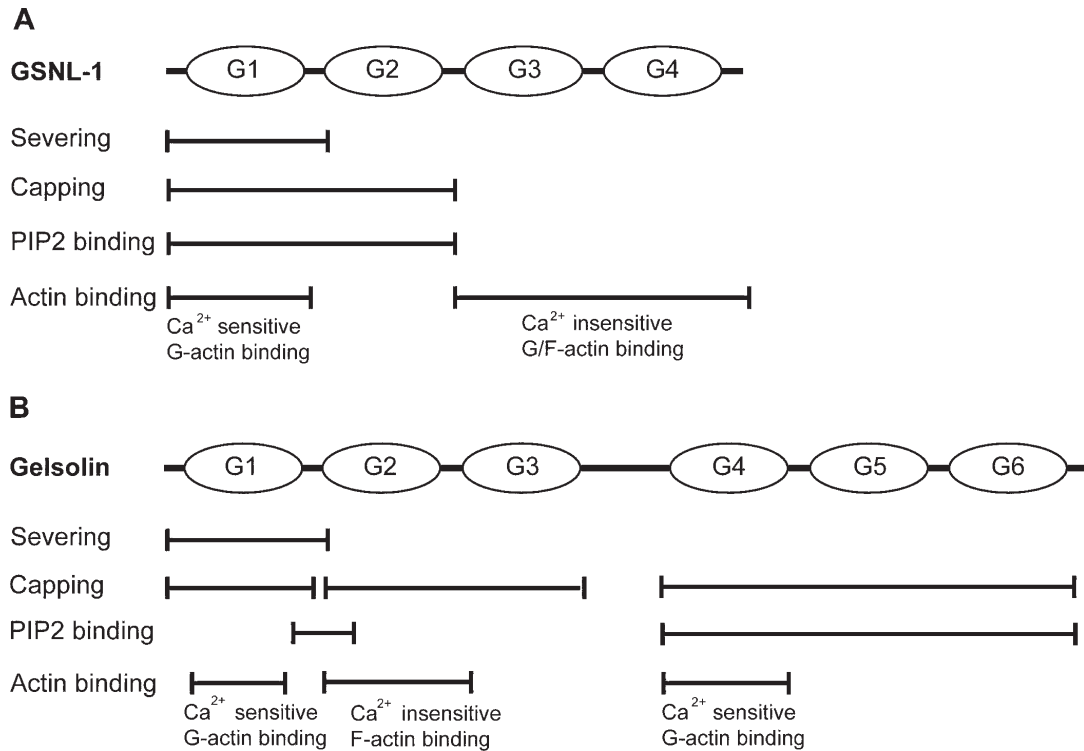 A
GSNL-1 G1 G2 G3 G4
Severing
Capping
PIP2 binding
Actin binding
Ca2+ sensitive
G-actin binding
Ca2+ insensitive
G/F-actin binding
B
Gelsolin G1 G2 G3 G4 G5 G6
Severing
Capping
PIP2 binding
Actin binding
Ca2+ sensitive
G-actin binding
Ca2+ insensitive
F-actin binding
Ca2+ sensitive
G-actin binding